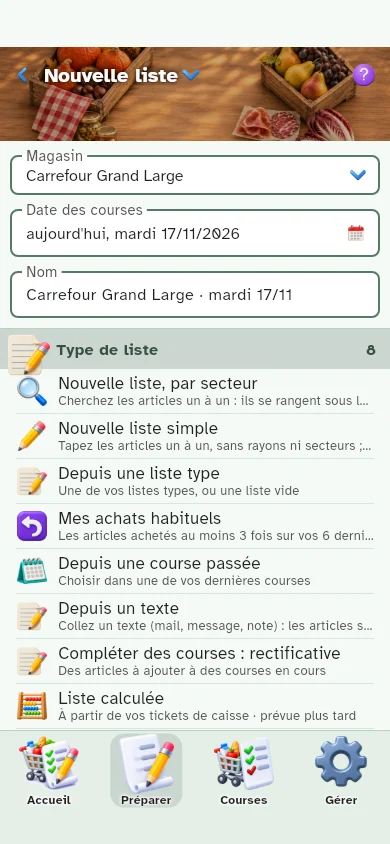 Nouvelle liste
?
Magasin
Carrefour Grand Large
Date des courses
aujourd'hui, mardi 17/11/2026
Nom
Carrefour Grand Large · mardi 17/11
Type de liste
8
Nouvelle liste, par secteur
Cherchez les articles un à un : ils se rangent sous l...
Nouvelle liste simple
Tapez les articles un à un, sans rayons ni secteurs ;...
Depuis une liste type
Une de vos listes types, ou une liste vide
Mes achats habituels
Les articles achetés au moins 3 fois sur vos 6 derni...
Depuis une course passée
Choisir dans une de vos dernières courses
Depuis un texte
Collez un texte (mail, message, note) : les articles s...
Compléter des courses : rectificative
Des articles à ajouter à des courses en cours
Liste calculée
À partir de vos tickets de caisse · prévue plus tard
Accueil
Préparer
Courses
Gérer